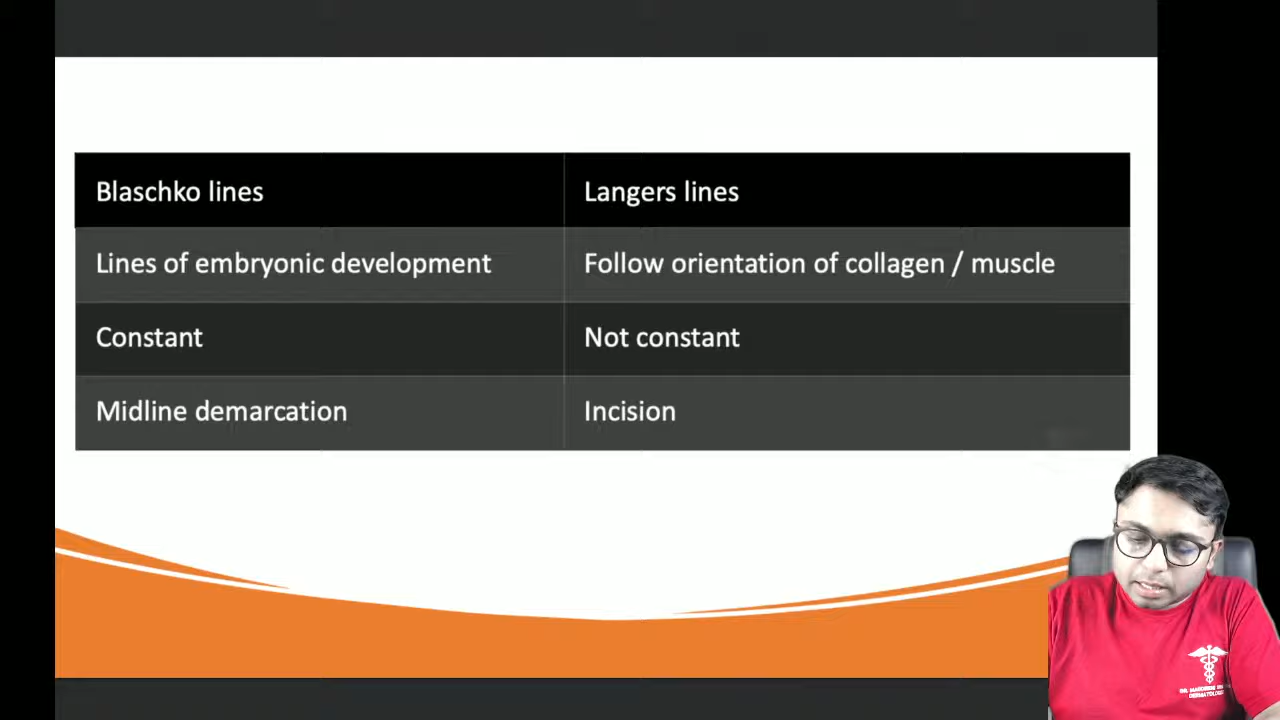 Blaschko lines
Langers lines
Lines of embryonic development
Follow orientation of collagen / muscle
Constant
Not constant
Midline demarcation
Incision